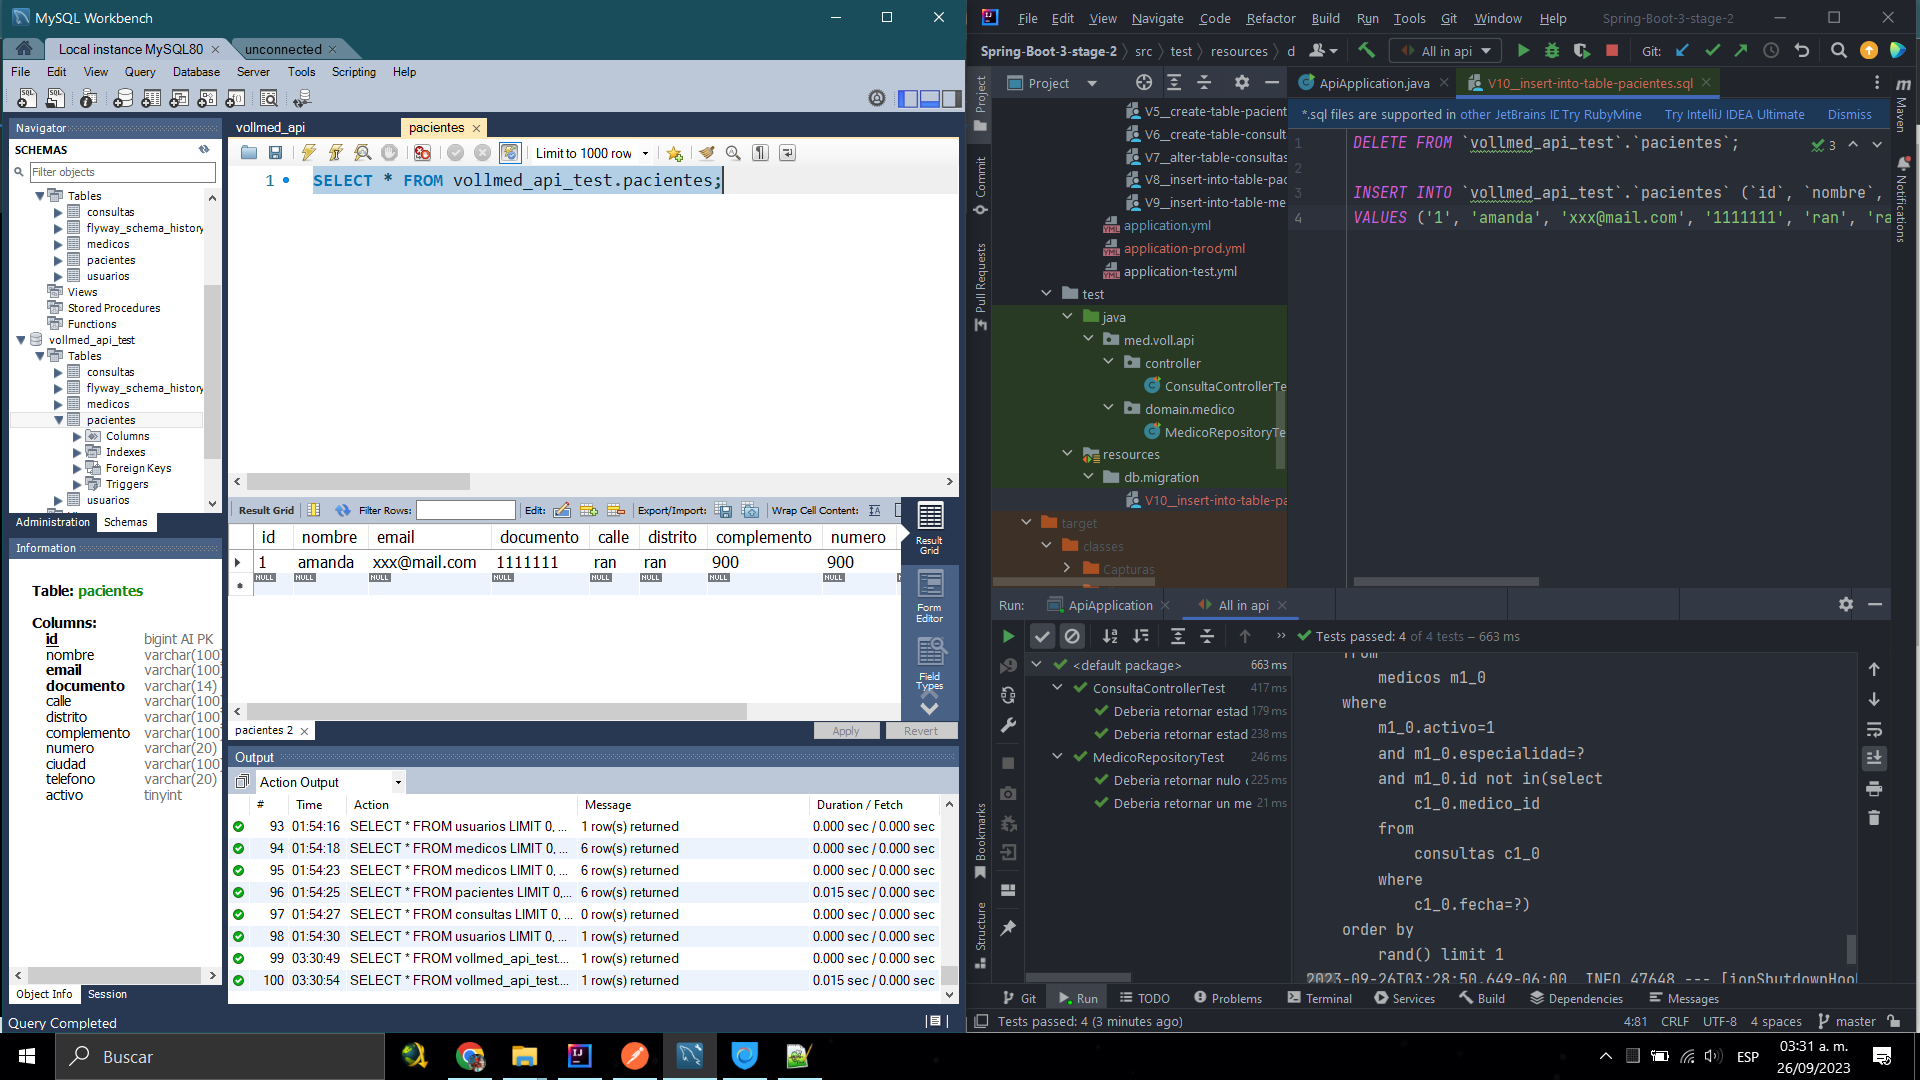 MySQL Workbench
Local instance MySQL80
unconnected
File Edit View Query Database Server Tools Scripting Help
Navigator
SCHEMAS
Filter objects
Tables
consultas
flyway_schema_history
medicos
pacientes
usuarios
Views
Stored Procedures
Functions
vollmed_api_test
Tables
consultas
flyway_schema_history
medicos
pacientes
Columns
Indexes
Foreign Keys
Triggers
usuarios
Administration Schemas
Information
Table: pacientes
Columns:
id bigint AI PK
nombre varchar(100)
email varchar(100)
documento varchar(14)
calle varchar(100)
distrito varchar(100)
complemento varchar(100)
numero varchar(20)
ciudad varchar(100)
telefono varchar(20)
activo tinyint
Object Info Session
Query Completed
vollmed_api
pacientes
Limit to 1000 row
1 SELECT * FROM vollmed_api_test.pacientes;
Result Grid Filter Rows: Edit: Export/Import: Wrap Cell Content: IA
id nombre email documento calle distrito complemento numero
1 amanda xxx@mail.com 1111111 ran ran 900 900
NULL NULL NULL NULL NULL NULL NULL NULL
Result Grid
Form Editor
Field Types
pacientes 2
Apply Revert
Output
Action Output
# Time Action Message Duration / Fetch
93 01:54:16 SELECT * FROM usuarios LIMIT 0, ... 1 row(s) returned 0.000 sec / 0.000 sec
94 01:54:18 SELECT * FROM medicos LIMIT 0, ... 6 row(s) returned 0.000 sec / 0.000 sec
95 01:54:23 SELECT * FROM medicos LIMIT 0, ... 6 row(s) returned 0.000 sec / 0.000 sec
96 01:54:25 SELECT * FROM pacientes LIMIT 0,... 6 row(s) returned 0.015 sec / 0.000 sec
97 01:54:27 SELECT * FROM consultas LIMIT 0, ... 0 row(s) returned 0.000 sec / 0.000 sec
98 01:54:30 SELECT * FROM usuarios LIMIT 0, ... 1 row(s) returned 0.000 sec / 0.000 sec
99 03:30:49 SELECT * FROM vollmed_api_test.... 1 row(s) returned 0.000 sec / 0.000 sec
100 03:30:54 SELECT * FROM vollmed_api_test.... 1 row(s) returned 0.015 sec / 0.000 sec
File Edit View Navigate Code Refactor Build Run Tools Git Window Help Spring-Boot-3-stage-2
Spring-Boot-3-stage-2 src test resources d
All in api
Git:
Project
Commit
Pull Requests
Bookmarks
Structure
Project
V5__create-table-pacient
V6__create-table-consult
V7__alter-table-consultas
V8__insert-into-table-pac
V9__insert-into-table-me
application.yml
application-prod.yml
application-test.yml
test
java
med.voll.api
controller
ConsultaControllerTe
domain.medico
MedicoRepositoryTe
resources
db.migration
V10__insert-into-table-pa
target
classes
Capturas
ApiApplication.java
V10__insert-into-table-pacientes.sql
*.sql files are supported in other JetBrains IDE Try RubyMine Try IntelliJ IDEA Ultimate Dismiss
1 DELETE FROM `vollmed_api_test`.`pacientes`;
3
3 INSERT INTO `vollmed_api_test`.`pacientes` (`id`, `nombre`,
4 VALUES ('1', 'amanda', 'xxx@mail.com', '1111111', 'ran', 'ra
Maven
Notifications
Run: ApiApplication All in api
Tests passed: 4 of 4 tests – 663 ms
<default package> 663 ms
ConsultaControllerTest 417 ms
Deberia retornar estad 179 ms
Deberia retornar estad 238 ms
MedicoRepositoryTest 246 ms
Deberia retornar nulo 225 ms
Deberia retornar un me 21 ms
from
medicos m1_0
where
m1_0.activo=1
and m1_0.especialidad=?
and m1_0.id not in(select
c1_0.medico_id
from
consultas c1_0
where
c1_0.fecha=?)
order by
rand() limit 1
2023-09-26T03:28:50.649-06:00 INFO 47648 --- [ionShutdownHook
Git Run TODO Problems Terminal Services Build Dependencies Messages
Tests passed: 4 (3 minutes ago)
4:81 CRLF UTF-8 4 spaces master
Buscar
ESP
03:31 a. m.
26/09/2023